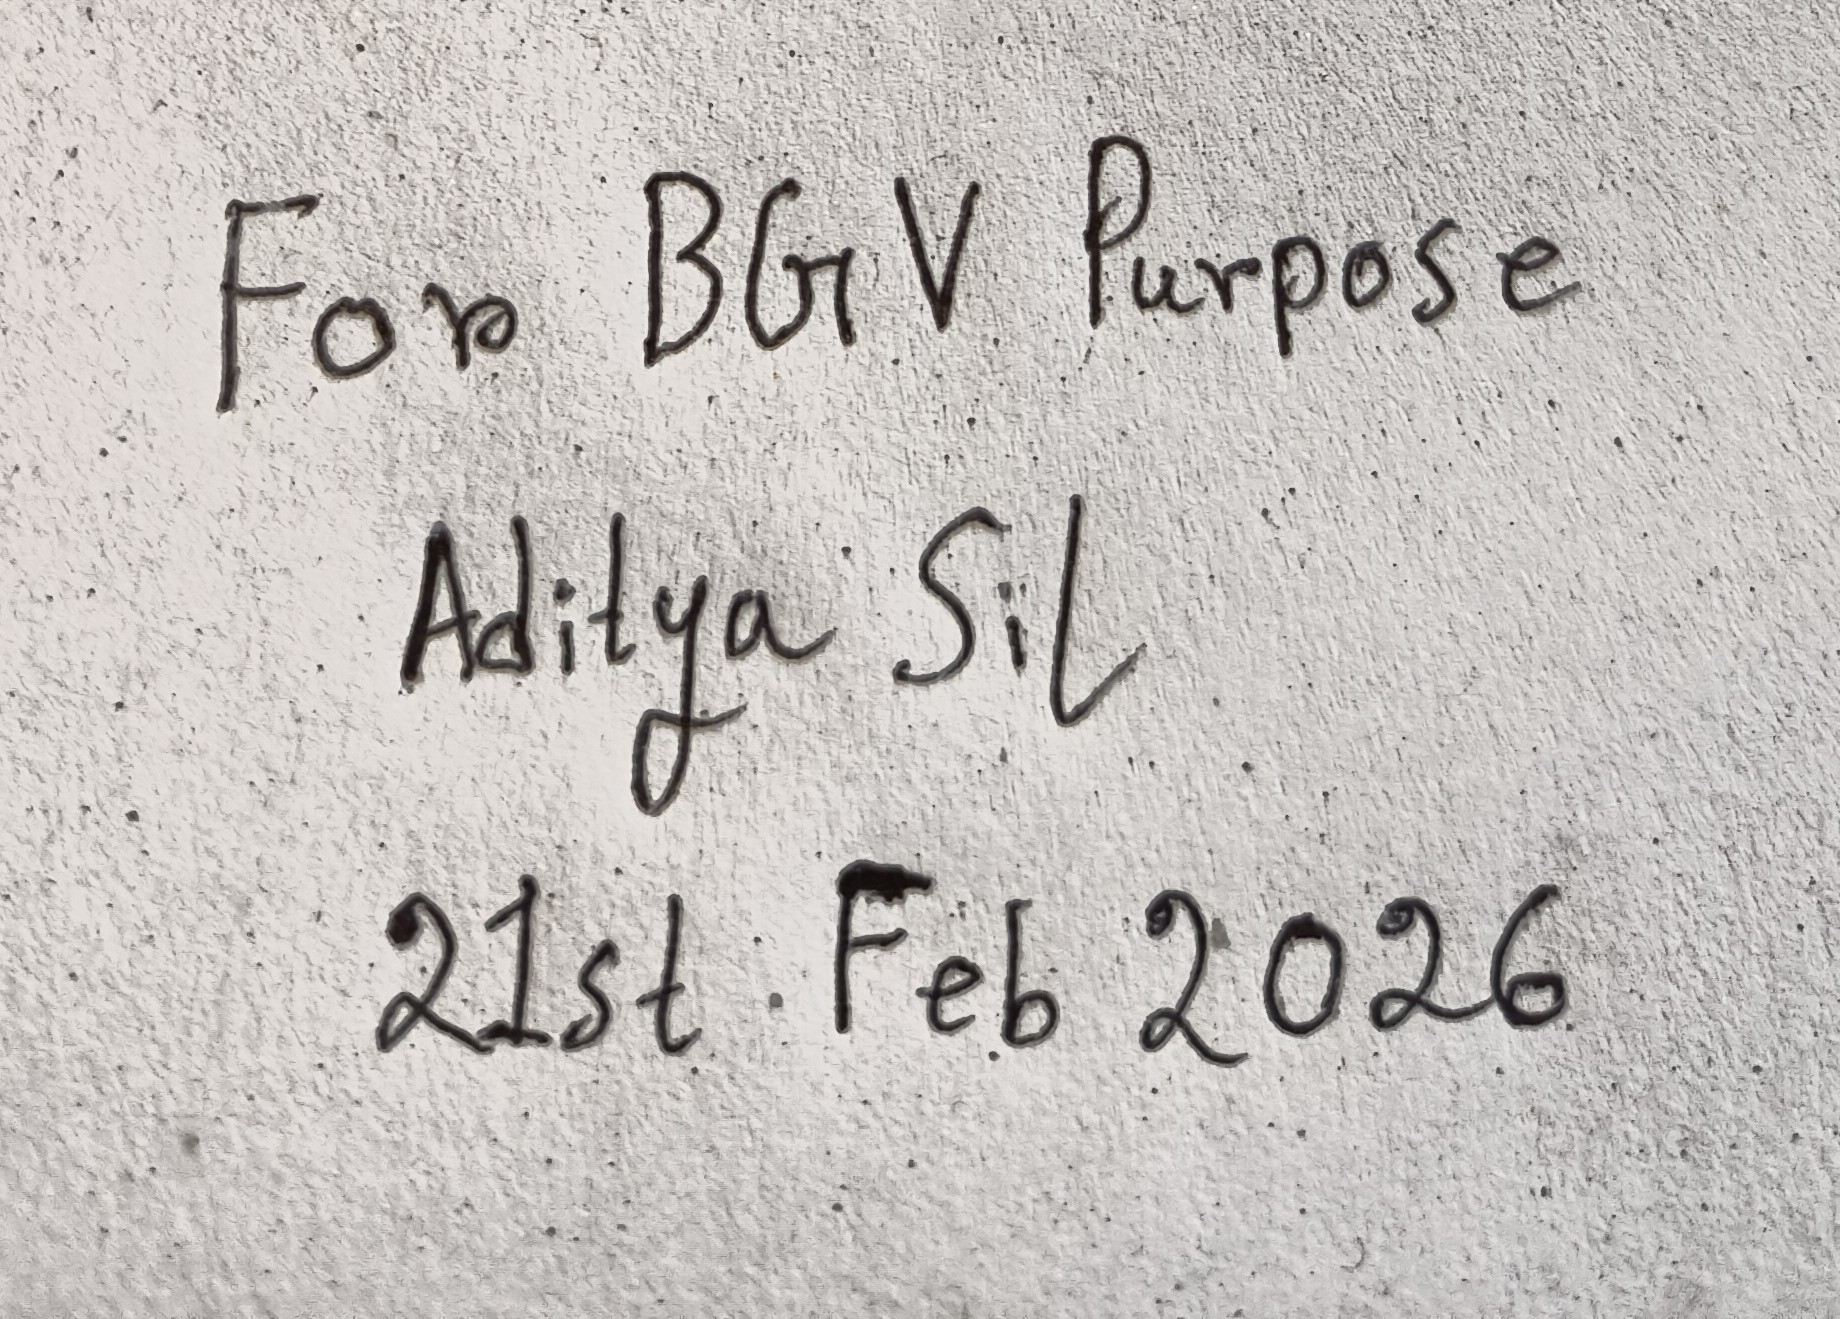 For BGV Purpose
Aditya Sil
21st Feb 2026